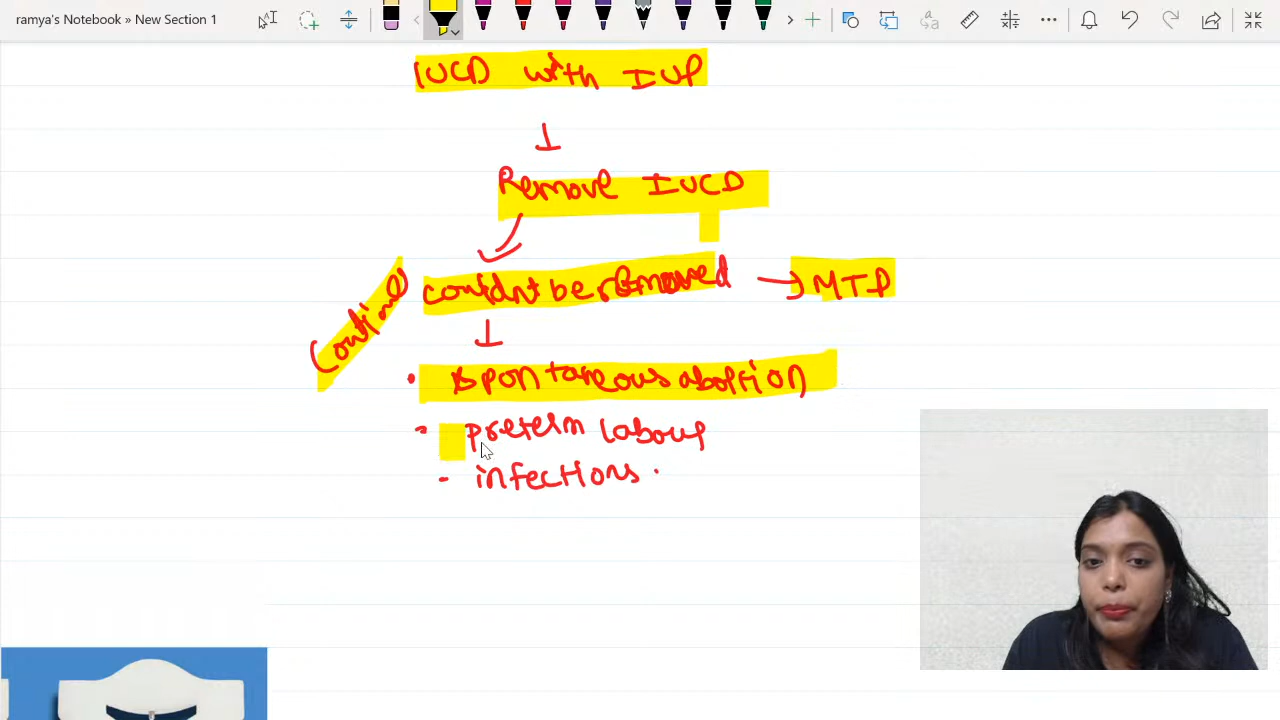 ramya's Notebook » New Section 1
IUCD with IUP
Remove IUCD
Continue couldnt be removed → MTP
• spontaneous abortion
- preterm labour
- infections.